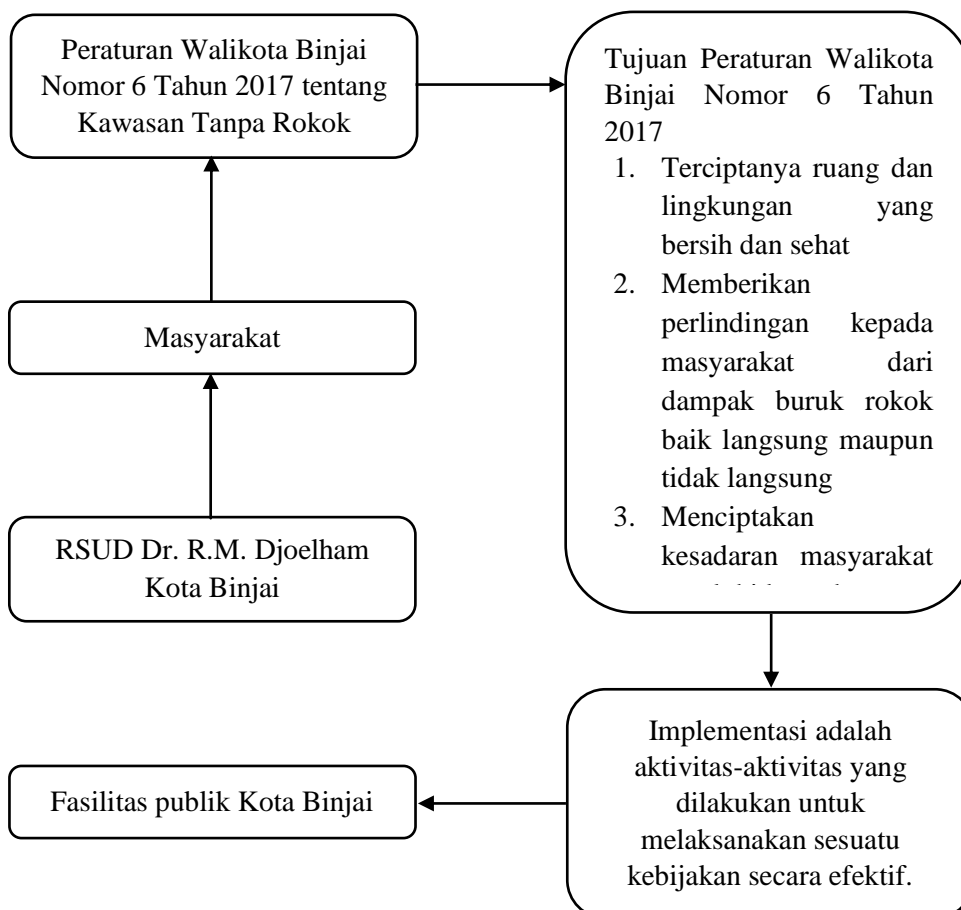 Peraturan Walikota Binjai
Nomor 6 Tahun 2017 tentang
Kawasan Tanpa Rokok
Tujuan Peraturan Walikota
Binjai Nomor 6 Tahun
2017
1. Terciptanya ruang dan
lingkungan yang
bersih dan sehat
2. Memberikan
perlindingan kepada
masyarakat dari
dampak buruk rokok
baik langsung maupun
tidak langsung
3. Menciptakan
kesadaran masyarakat
Masyarakat
RSUD Dr. R.M. Djoelham
Kota Binjai
Implementasi adalah
aktivitas-aktivitas yang
dilakukan untuk
melaksanakan sesuatu
kebijakan secara efektif.
Fasilitas publik Kota Binjai